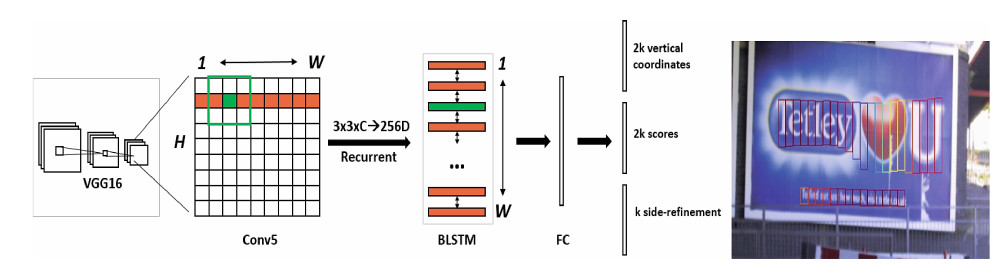 1
W
H
VGG16
Conv5
3x3xC→256D
Recurrent
1
W
BLSTM
FC
2k vertical
coordinates
2k scores
k side-refinement
Tetley
U